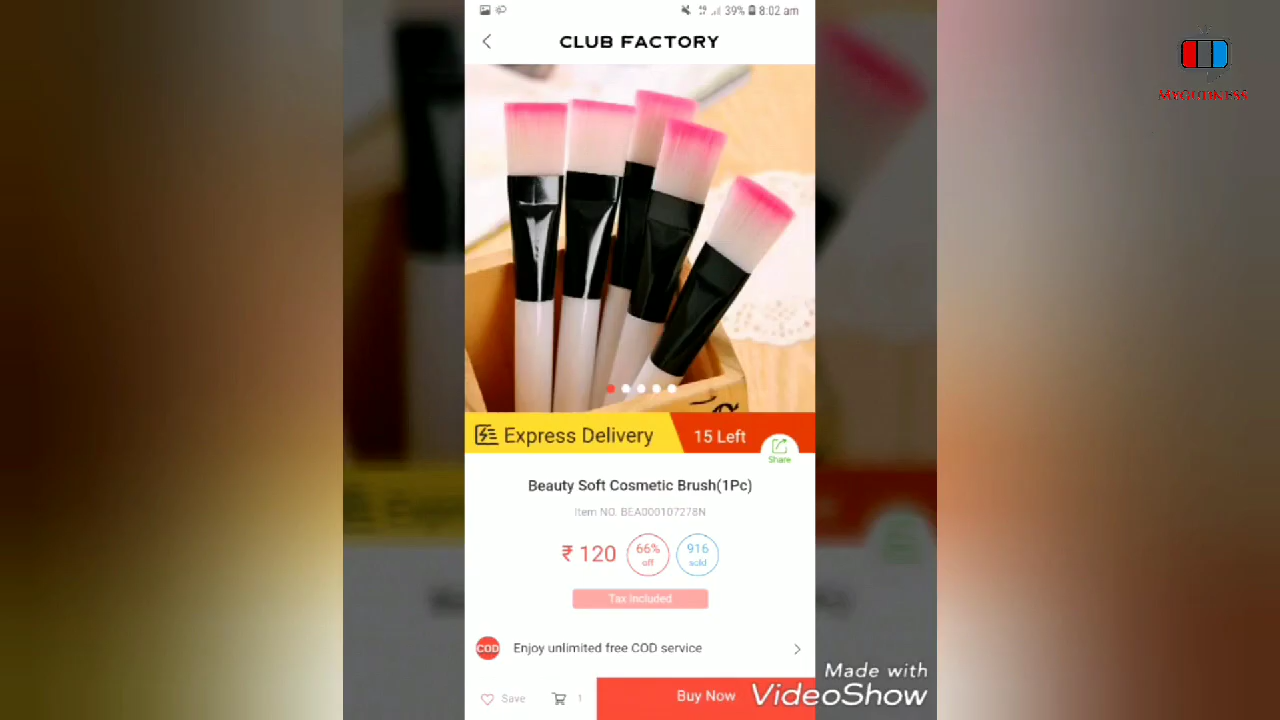 39% 8:02 am
CLUB FACTORY
MYGUDNESS
Express Delivery
15 Left
Share
Beauty Soft Cosmetic Brush(1Pc)
Item NO. BEA000107278N
₹ 120
66%
off
916
sold
Tax included
COD
Enjoy unlimited free COD service
Save
1
Buy Now
Made with
VideoShow